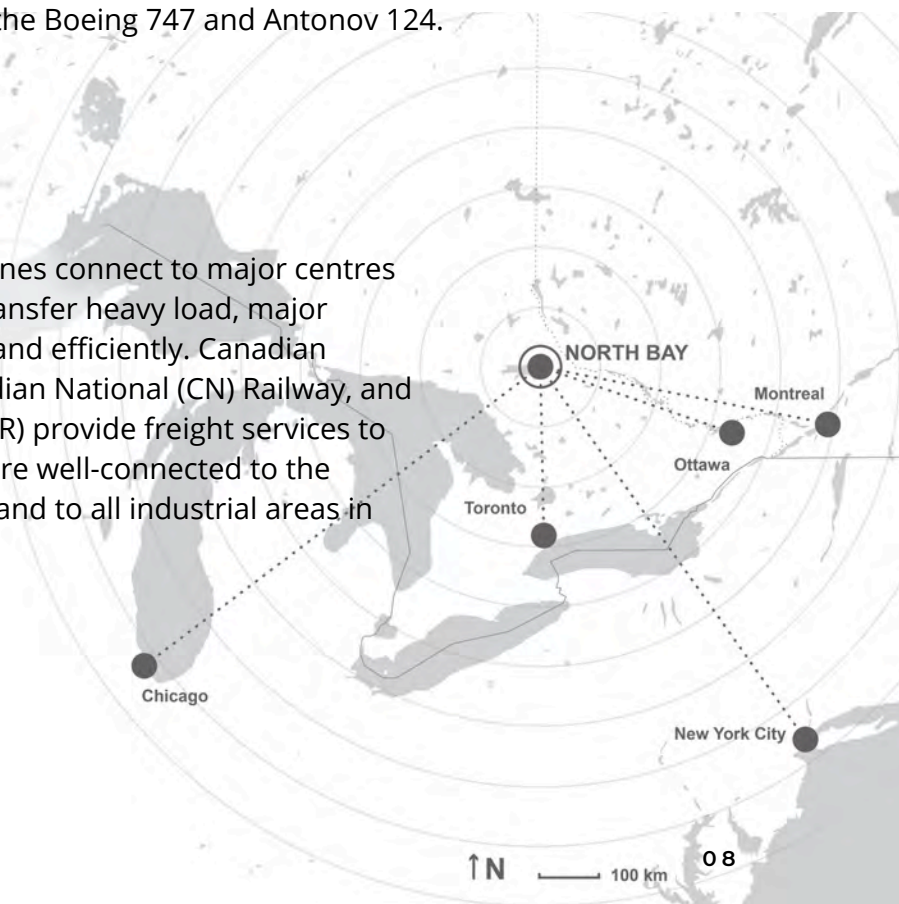 the Boeing 747 and Antonov 124.
nes connect to major centres
ansfer heavy load, major
and efficiently. Canadian
dian National (CN) Railway, and
R) provide freight services to
re well-connected to the
and to all industrial areas in
NORTH BAY
Montreal
Ottawa
Toronto
Chicago
New York City
08
↑N
100 km